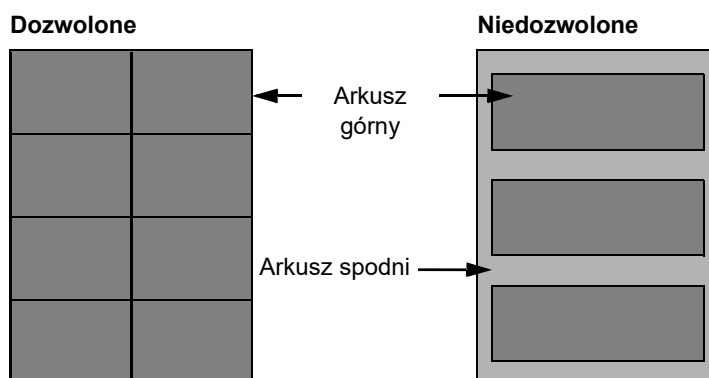 Dozwolone
Niedozwolone
Arkusz
górny
Arkusz spodni